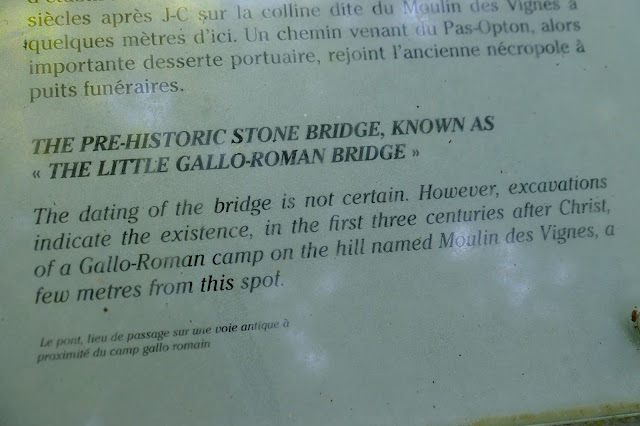 siècles après J-C sur la colline dite du Moulin des Vignes à
quelques mètres d'ici. Un chemin venant du Pas-Opton, alors
importante desserte portuaire, rejoint l'ancienne nécropole à
puits funéraires.
THE PRE-HISTORIC STONE BRIDGE, KNOWN AS
« THE LITTLE GALLO-ROMAN BRIDGE »
The dating of the bridge is not certain. However, excavations
indicate the existence, in the first three centuries after Christ,
of a Gallo-Roman camp on the hill named Moulin des Vignes, a
few metres from this spot.
Le pont, lieu de passage sur une voie antique à
proximité du camp gallo romain